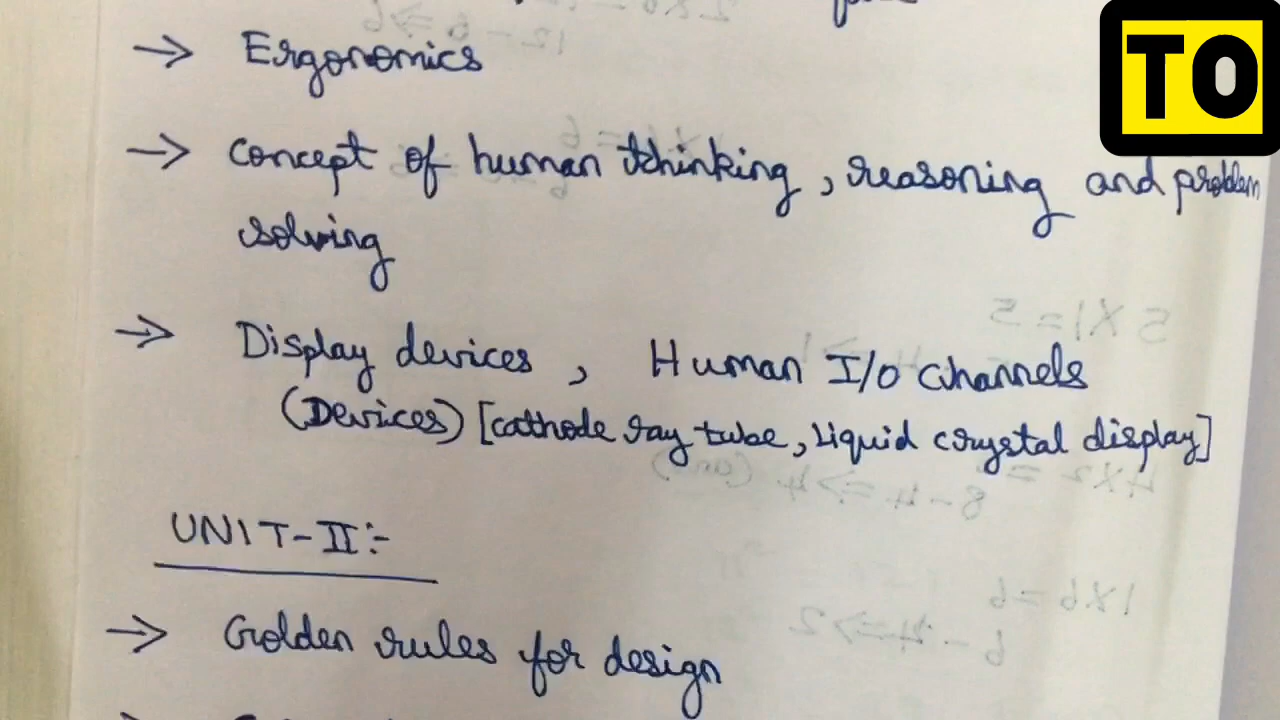 TO
→ Ergonomics
→ concept of human thinking, reasoning and problem
solving
→ Display devices, Human I/O channels
(Devices) [cathode ray tube, Liquid crystal display]
UNIT-II:-
→ Golden rules for design